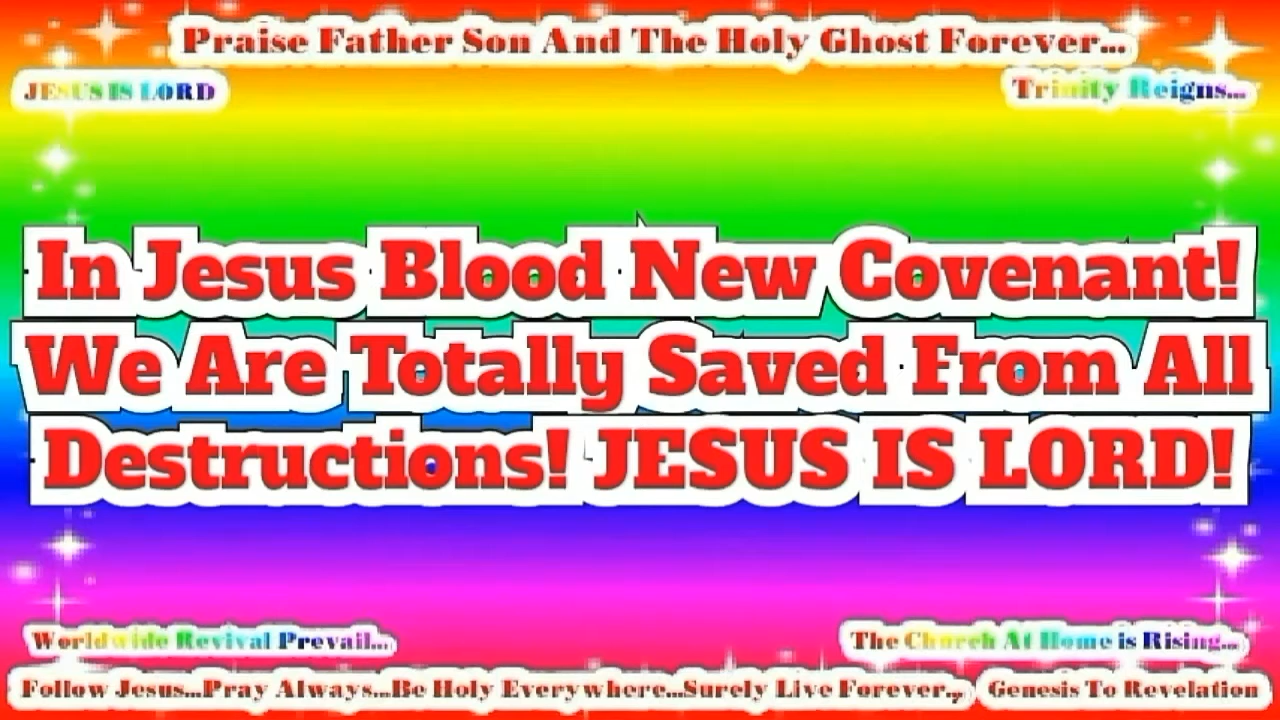 Praise Father Son And The Holy Ghost Forever...
JESUS IS LORD
Trinity Reigns...
In Jesus Blood New Covenant!
We Are Totally Saved From All
Destructions! JESUS IS LORD!
Worldwide Revival Prevail...
The Church At Home is Rising...
Follow Jesus...Pray Always...Be Holy Everywhere...Surely Live Forever.., Genesis To Revelation